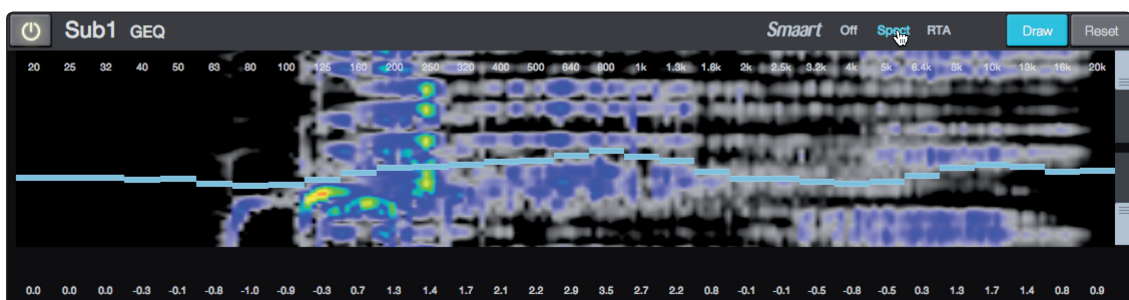 Sub1 GEQ Smaart Off Spect RTA Draw Reset
20 25 32 40 50 63 80 100 125 160 200 250 320 400 500 640 800 1k 1.3k 1.6k 2k 2.5k 3.2k 4k 5k 6.4k 8k 10k 13k 16k 20k
0.0 0.0 0.0 -0.3 -0.1 -0.8 -1.0 -0.9 -0.3 0.7 1.3 1.4 1.7 2.1 2.2 2.9 3.5 2.7 2.2 0.8 -0.1 -0.1 -0.5 -0.8 -0.5 0.3 1.3 1.7 1.4 0.8 0.9